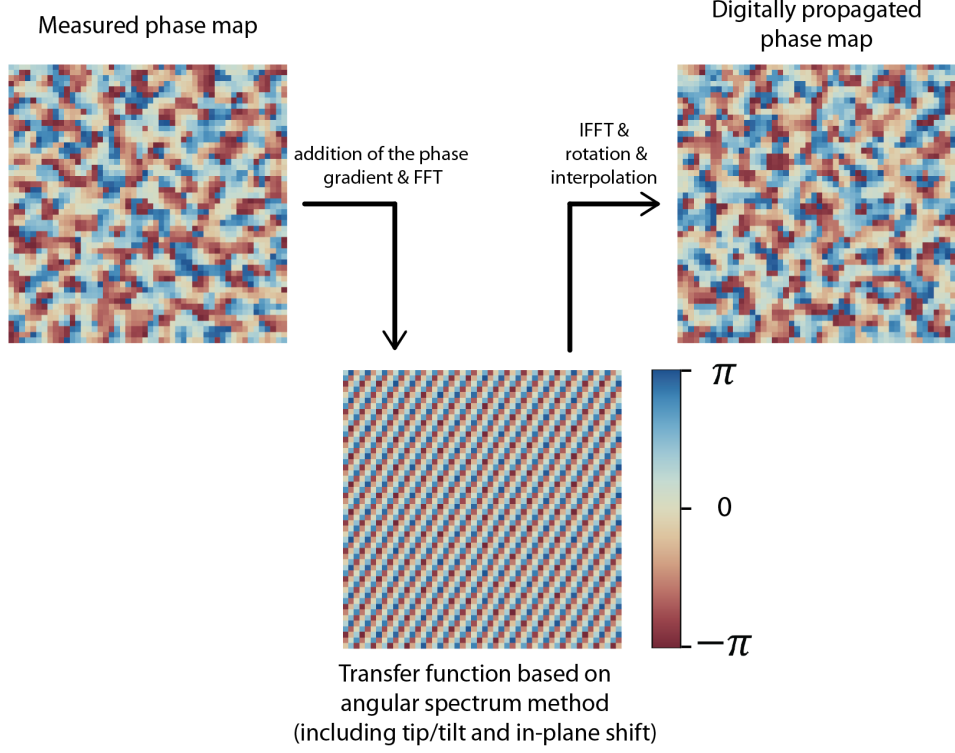 Measured phase map
Digitally propagated
phase map
addition of the phase
gradient & FFT
IFFT &
rotation &
interpolation
π
0
−π
Transfer function based on
angular spectrum method
(including tip/tilt and in-plane shift)